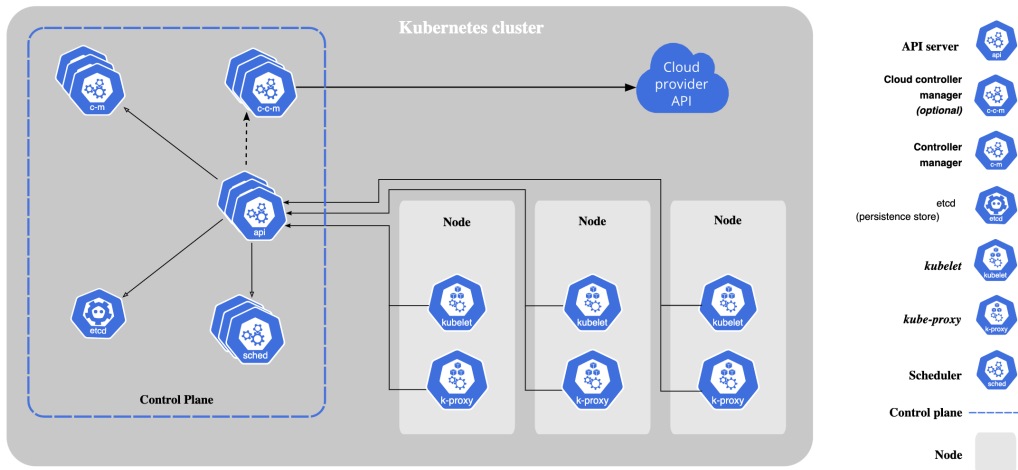 Kubernetes cluster
c-m
c-c-m
Cloud
provider
API
api
etcd
sched
Control Plane
Node
kubelet
k-proxy
Node
kubelet
k-proxy
Node
kubelet
k-proxy
API server
api
Cloud controller
manager
(optional)
c-c-m
Controller
manager
c-m
etcd
(persistence store)
etcd
kubelet
kubelet
kube-proxy
k-proxy
Scheduler
sched
Control plane
Node